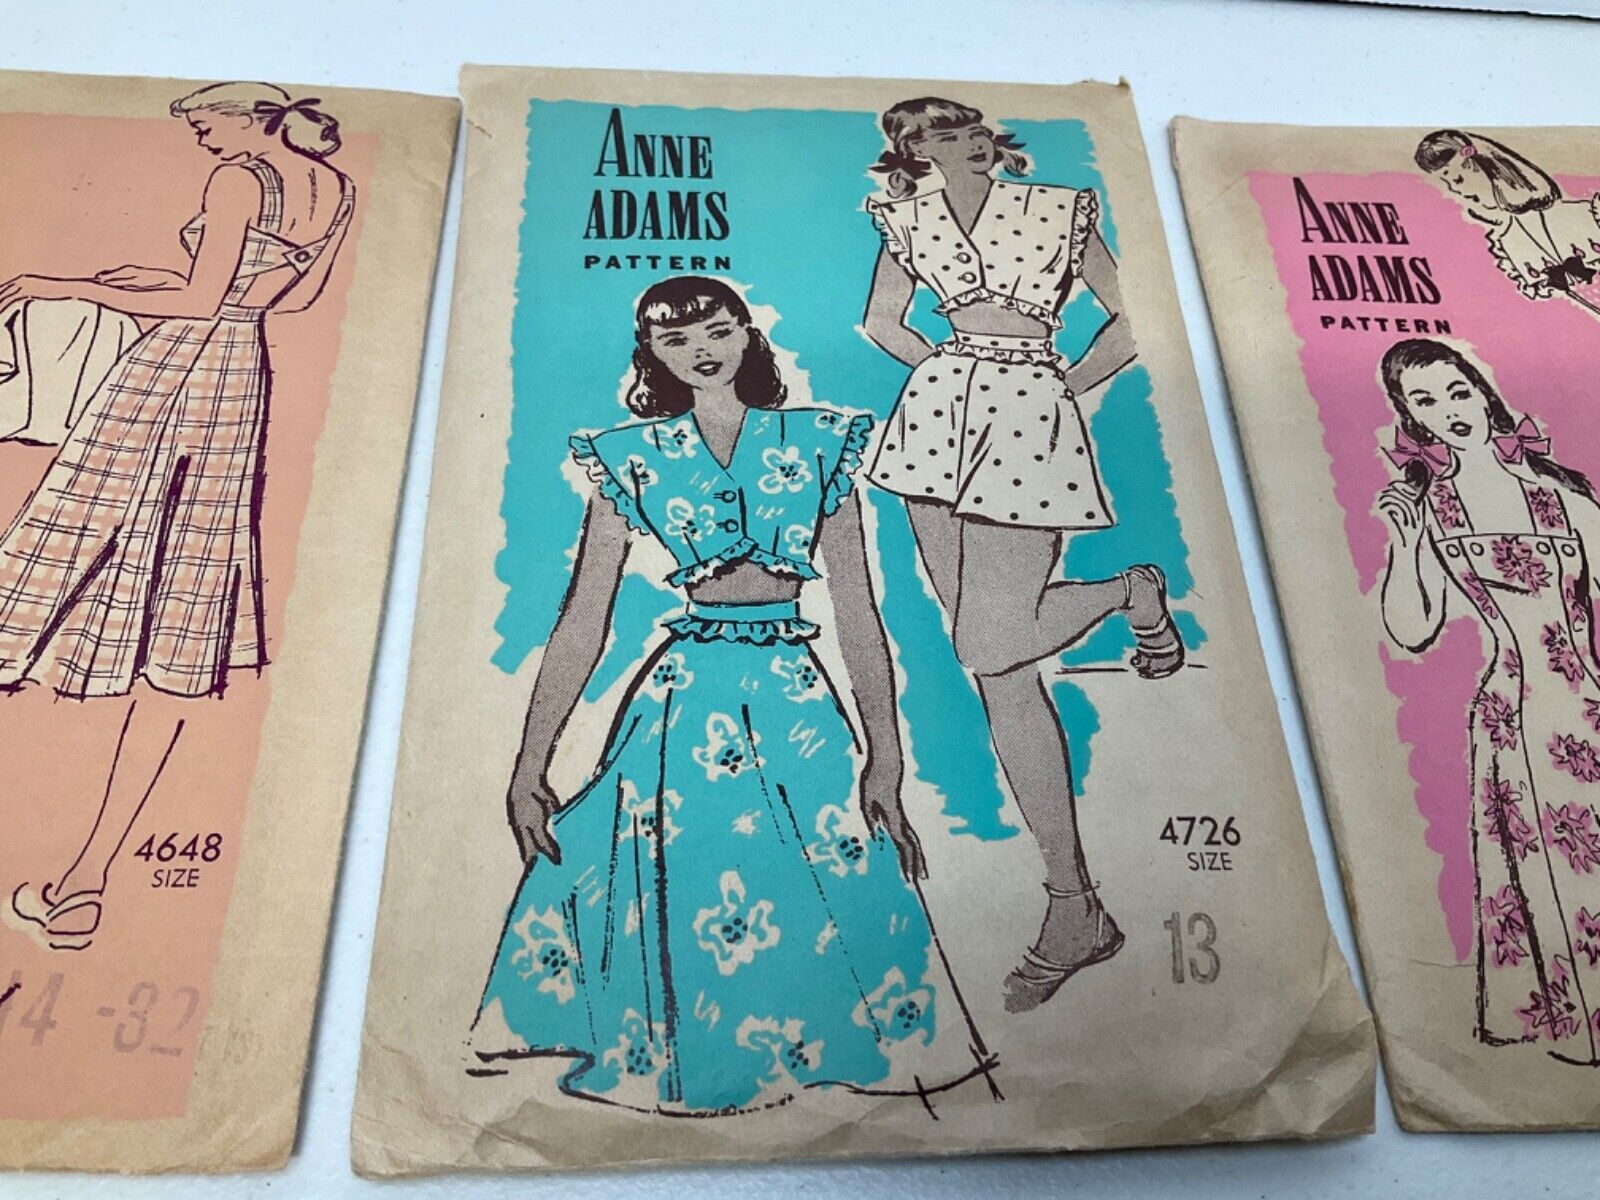 4648
SIZE
14 -32
ANNE
ADAMS
PATTERN
4726
SIZE
13
ANNE
ADAMS
PATTERN